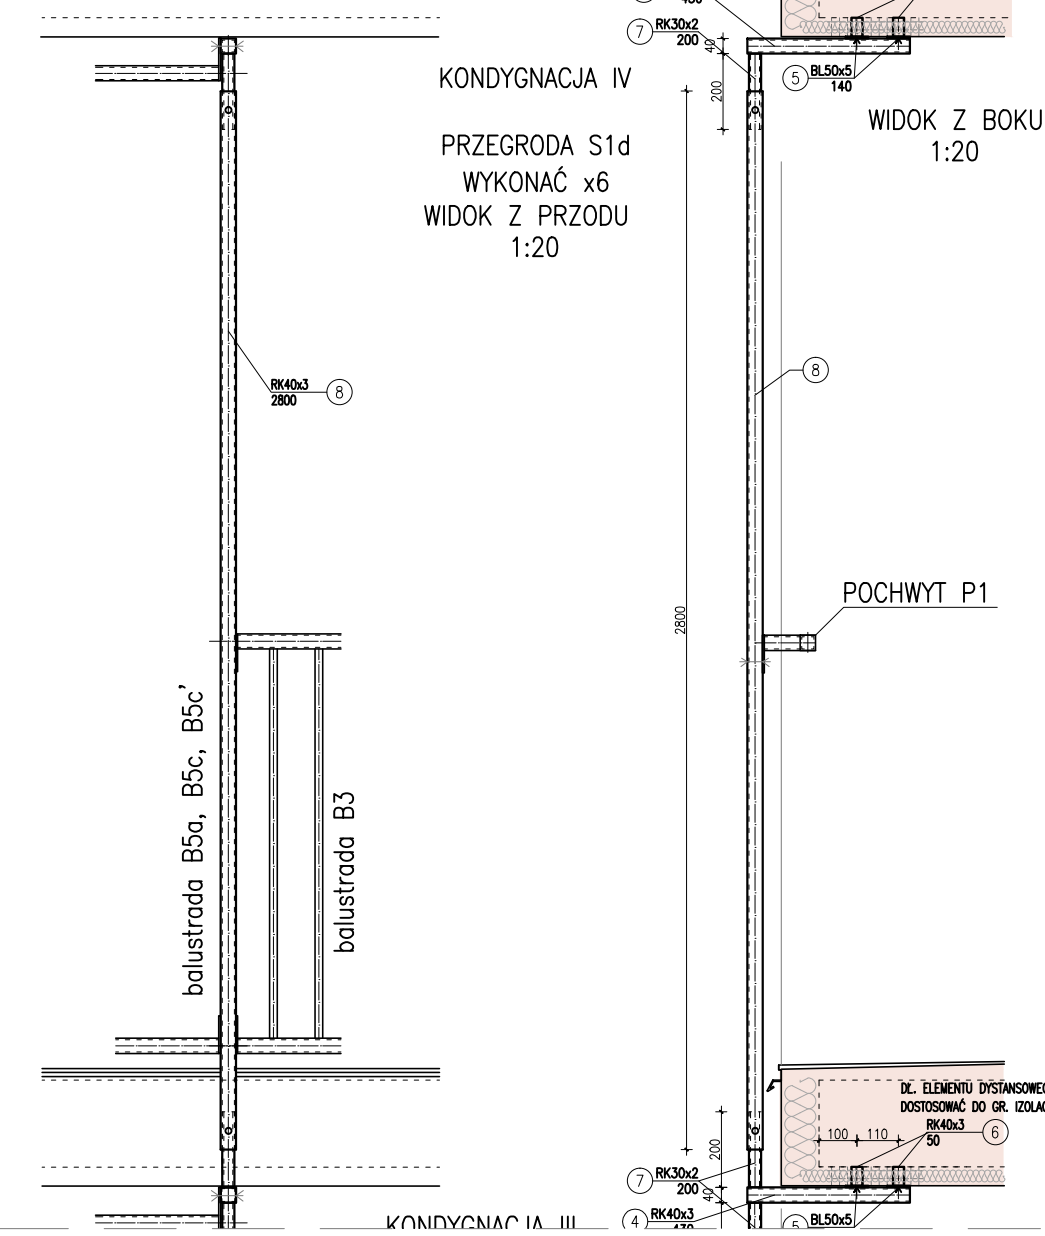 7
RK30x2
200
40
200
5
BL50x5
140
KONDYGNACJA IV
PRZEGRODA S1d
WYKONAĆ x6
WIDOK Z PRZODU
1:20
WIDOK Z BOKU
1:20
RK40x3
2800
8
8
2800
POCHWYT P1
balustrada B5a, B5c, B5c'
balustrada B3
DŁ. ELEMENTU
DOSTOSOWAĆ DO GR.
RK40x3
50
6
100
110
200
7
RK30x2
200
40
4
RK40x3
430
5
BL50x5
KONDYGNACJA III